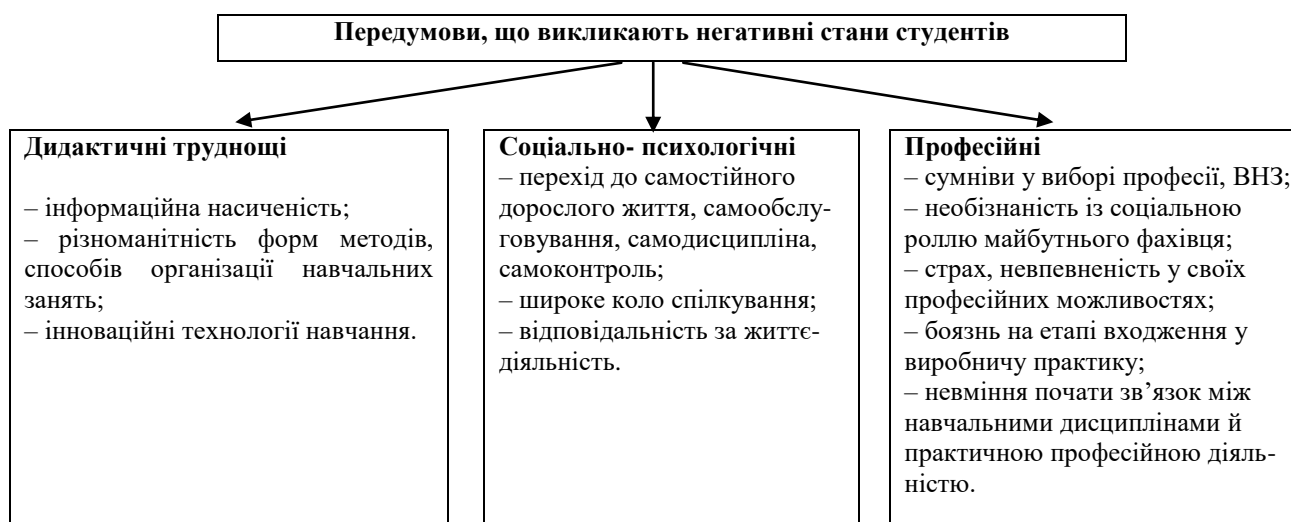 Передумови, що викликають негативні стани студентів
Дидактичні труднощі
– інформаційна насиченість;
– різноманітність форм методів,
способів організації навчальних
занять;
– інноваційні технології навчання.
Соціально- психологічні
– перехід до самостійного
дорослого життя, самообслу-
говування, самодисципліна,
самоконтроль;
– широке коло спілкування;
– відповідальність за життє-
діяльність.
Професійні
– сумніви у виборі професії, ВНЗ;
– необізнаність із соціальною
роллю майбутнього фахівця;
– страх, невпевненість у своїх
професійних можливостях;
– боязнь на етапі входження у
виробничу практику;
– невміння почати зв’язок між
навчальними дисциплінами й
практичною професійною діяль-
ністю.